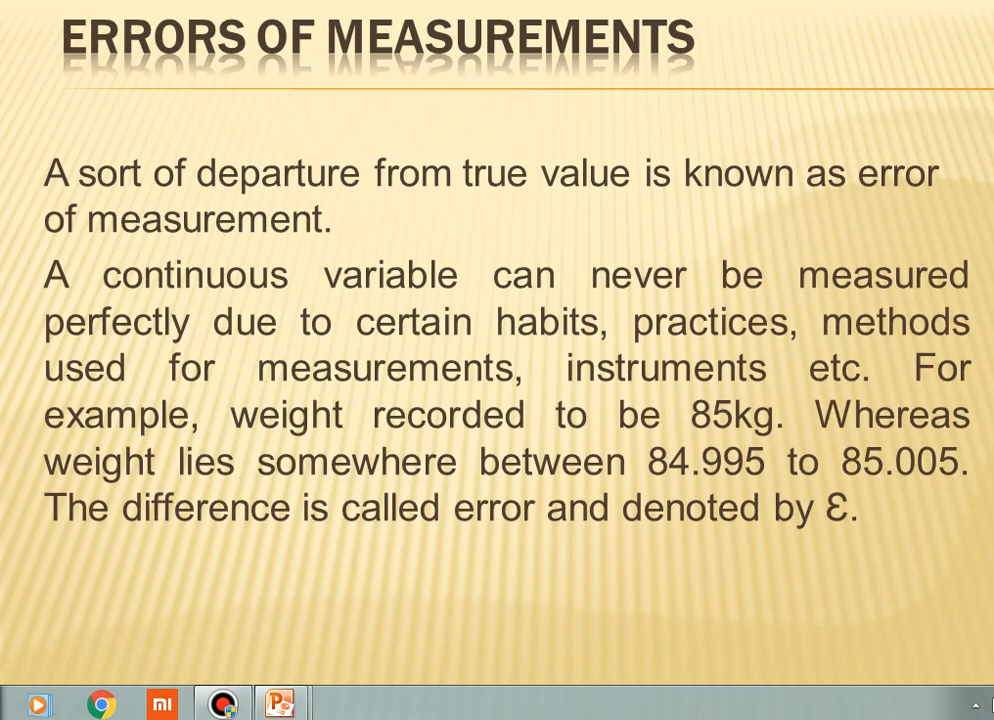 ERRORS OF MEASUREMENTS
A sort of departure from true value is known as error
of measurement.
A continuous variable can never be measured
perfectly due to certain habits, practices, methods
used for measurements, instruments etc. For
example, weight recorded to be 85kg. Whereas
weight lies somewhere between 84.995 to 85.005.
The difference is called error and denoted by Ɛ.
mi
P